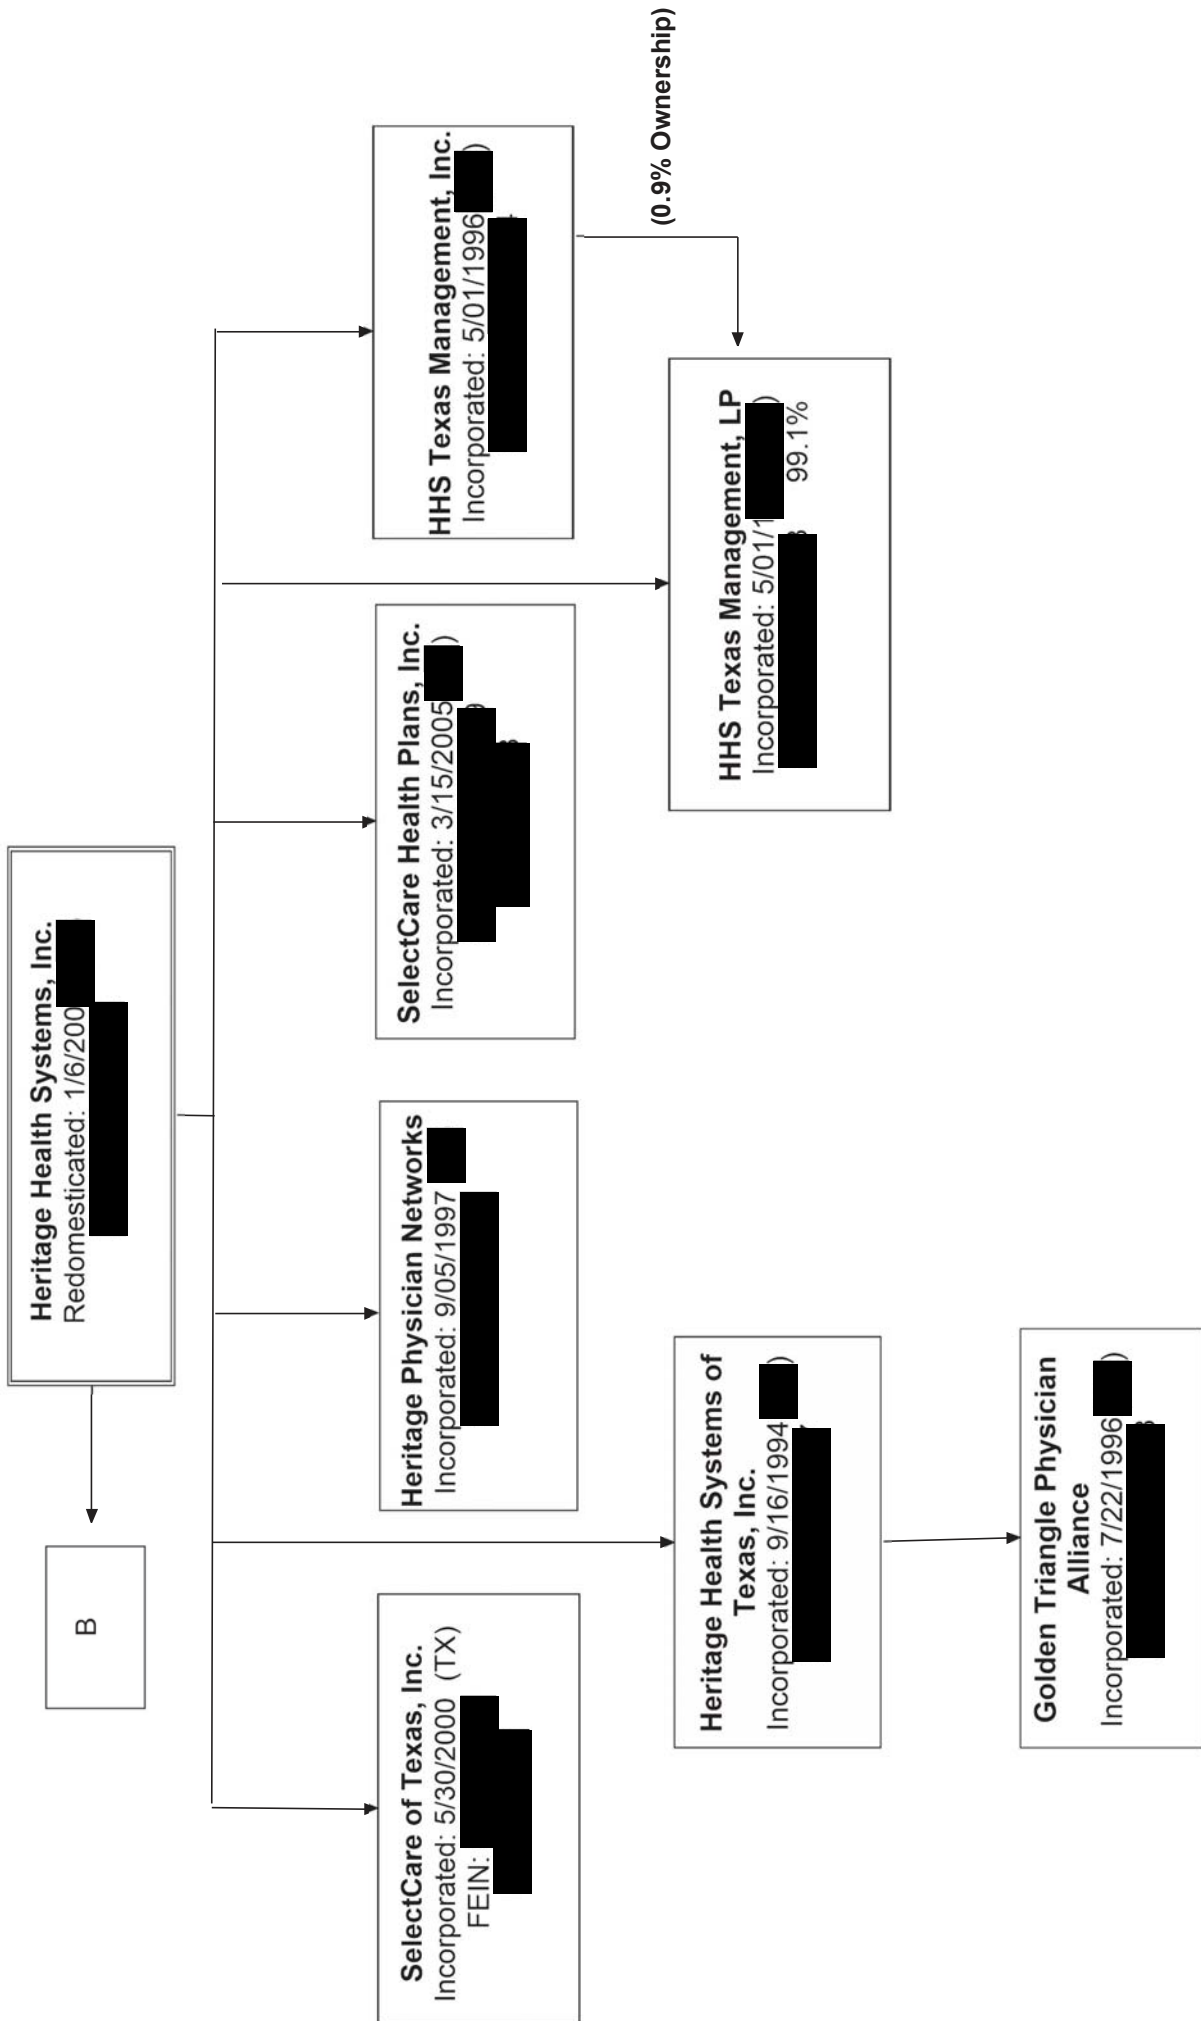 Heritage Health Systems, Inc.
Redomesticated: 1/6/200
B
SelectCare of Texas, Inc.
Incorporated: 5/30/2000 (TX)
FEIN:
Heritage Physician Networks
Incorporated: 9/05/1997
SelectCare Health Plans, Inc.
Incorporated: 3/15/2005 )
HHS Texas Management, Inc.
Incorporated: 5/01/1996 )
(0.9% Ownership)
Heritage Health Systems of
Texas, Inc.
Incorporated: 9/16/1994 )
HHS Texas Management, LP
Incorporated: 5/01/1 )
99.1%
Golden Triangle Physician
Alliance
Incorporated: 7/22/1996 )